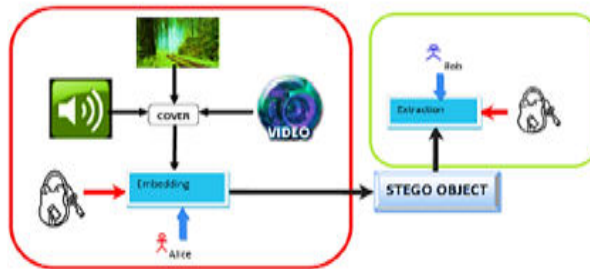 COVER
VIDEO
Embedding
Alice
STEGO OBJECT
Bob
Extraction